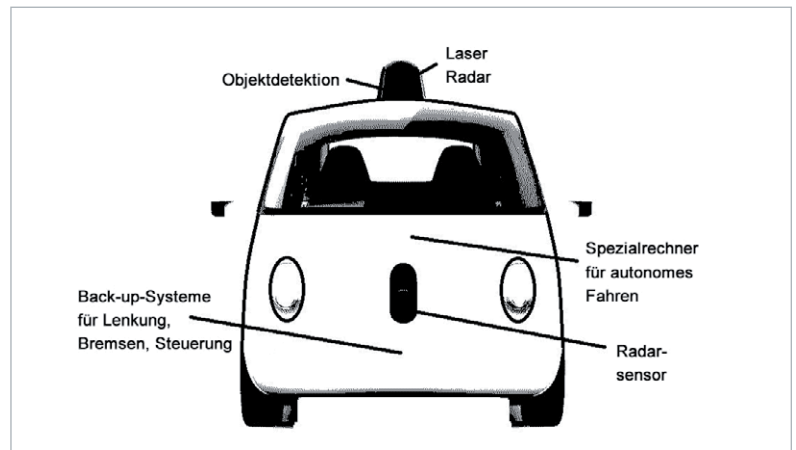 Laser
Radar
Objektdetektion
Spezialrechner
für autonomes
Fahren
Back-up-Systeme
für Lenkung,
Bremsen, Steuerung
Radar-
sensor